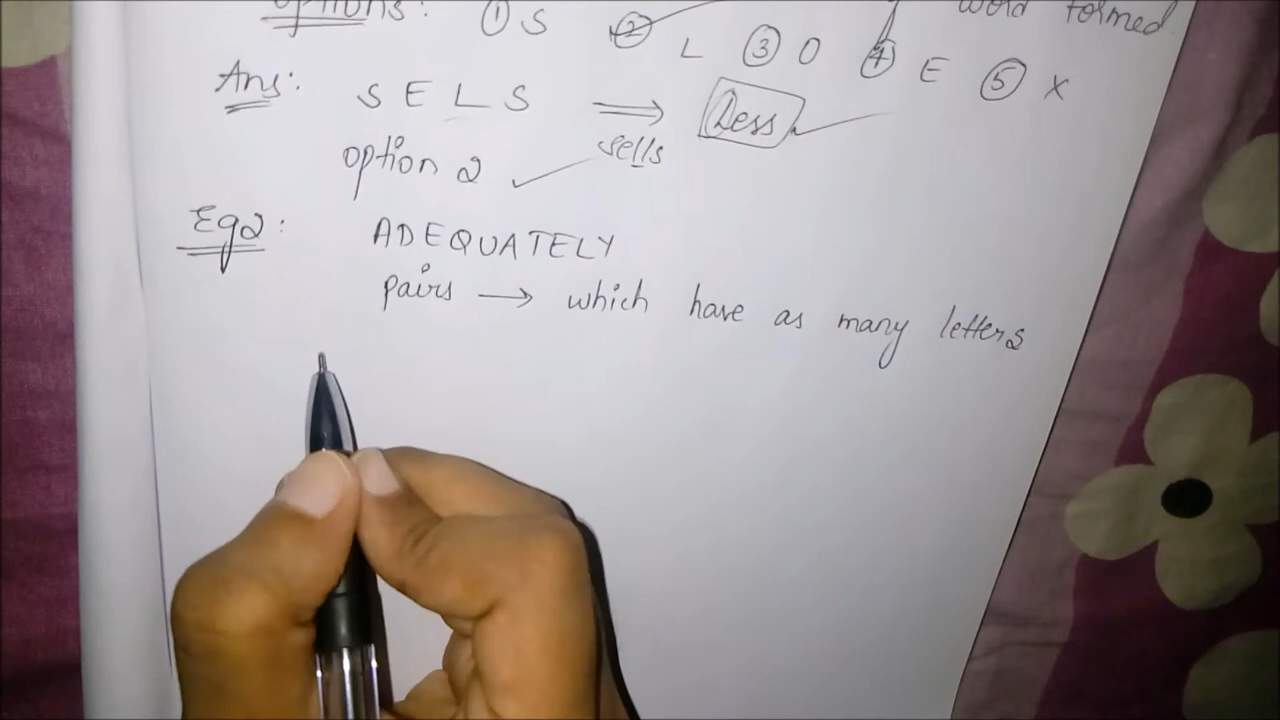 options: ① S ② L ③ O ④ E ⑤ X word formed
Ans: S E L S ⟹ Less
option 2 ✓ sells
Eg2: ADEQUATELY
pairs → which have as many letters